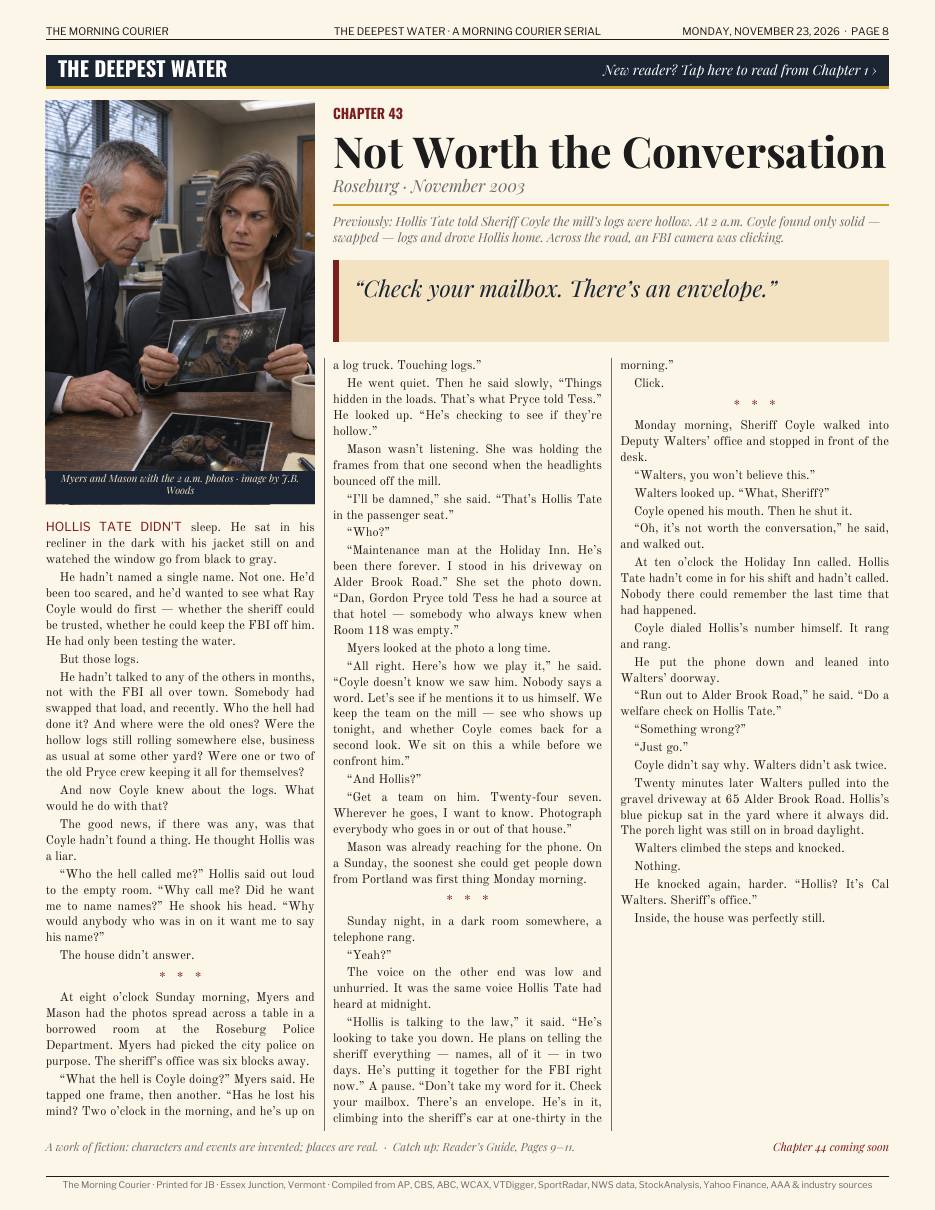 THE MORNING COURIER
THE DEEPEST WATER · A MORNING COURIER SERIAL
MONDAY, NOVEMBER 23, 2026 · PAGE 8
THE DEEPEST WATER
New reader? Tap here to read from Chapter 1 ›
CHAPTER 43
Not Worth the Conversation
Roseburg · November 2003
Previously: Hollis Tate told Sheriff Coyle the mill’s logs were hollow. At 2 a.m. Coyle found only solid —
swapped — logs and drove Hollis home. Across the road, an FBI camera was clicking.
“Check your mailbox. There’s an envelope.”
Myers and Mason with the 2 a.m. photos · image by J.B.
Woods
HOLLIS TATE DIDN’T sleep. He sat in his
recliner in the dark with his jacket still on and
watched the window go from black to gray.
He hadn’t named a single name. Not one. He’d
been too scared, and he’d wanted to see what Ray
Coyle would do first — whether the sheriff could
be trusted, whether he could keep the FBI off him.
He had only been testing the water.
But those logs.
He hadn’t talked to any of the others in months,
not with the FBI all over town. Somebody had
swapped that load, and recently. Who the hell had
done it? And where were the old ones? Were the
hollow logs still rolling somewhere else, business
as usual at some other yard? Were one or two of
the old Pryce crew keeping it all for themselves?
And now Coyle knew about the logs. What
would he do with that?
The good news, if there was any, was that
Coyle hadn’t found a thing. He thought Hollis was
a liar.
“Who the hell called me?” Hollis said out loud
to the empty room. “Why call me? Did he want
me to name names?” He shook his head. “Why
would anybody who was in on it want me to say
his name?”
The house didn’t answer.
* * *
At eight o’clock Sunday morning, Myers and
Mason had the photos spread across a table in a
borrowed room at the Roseburg Police
Department. Myers had picked the city police on
purpose. The sheriff’s office was six blocks away.
“What the hell is Coyle doing?” Myers said. He
tapped one frame, then another. “Has he lost his
mind? Two o’clock in the morning, and he’s up on
a log truck. Touching logs.”
He went quiet. Then he said slowly, “Things
hidden in the loads. That’s what Pryce told Tess.”
He looked up. “He’s checking to see if they’re
hollow.”
Mason wasn’t listening. She was holding the
frames from that one second when the headlights
bounced off the mill.
“I’ll be damned,” she said. “That’s Hollis Tate
in the passenger seat.”
“Who?”
“Maintenance man at the Holiday Inn. He’s
been there forever. I stood in his driveway on
Alder Brook Road.” She set the photo down.
“Dan, Gordon Pryce told Tess he had a source at
that hotel — somebody who always knew when
Room 118 was empty.”
Myers looked at the photo a long time.
“All right. Here’s how we play it,” he said.
“Coyle doesn’t know we saw him. Nobody says a
word. Let’s see if he mentions it to us himself. We
keep the team on the mill — see who shows up
tonight, and whether Coyle comes back for a
second look. We sit on this a while before we
confront him.”
“And Hollis?”
“Get a team on him. Twenty-four seven.
Wherever he goes, I want to know. Photograph
everybody who goes in or out of that house.”
Mason was already reaching for the phone. On
a Sunday, the soonest she could get people down
from Portland was first thing Monday morning.
* * *
Sunday night, in a dark room somewhere, a
telephone rang.
“Yeah?”
The voice on the other end was low and
unhurried. It was the same voice Hollis Tate had
heard at midnight.
“Hollis is talking to the law,” it said. “He’s
looking to take you down. He plans on telling the
sheriff everything — names, all of it — in two
days. He’s putting it together for the FBI right
now.” A pause. “Don’t take my word for it. Check
your mailbox. There’s an envelope. He’s in it,
climbing into the sheriff’s car at one-thirty in the
morning.”
Click.
* * *
Monday morning, Sheriff Coyle walked into
Deputy Walters’ office and stopped in front of the
desk.
“Walters, you won’t believe this.”
Walters looked up. “What, Sheriff?”
Coyle opened his mouth. Then he shut it.
“Oh, it’s not worth the conversation,” he said,
and walked out.
At ten o’clock the Holiday Inn called. Hollis
Tate hadn’t come in for his shift and hadn’t called.
Nobody there could remember the last time that
had happened.
Coyle dialed Hollis’s number himself. It rang
and rang.
He put the phone down and leaned into
Walters’ doorway.
“Run out to Alder Brook Road,” he said. “Do a
welfare check on Hollis Tate.”
“Something wrong?”
“Just go.”
Coyle didn’t say why. Walters didn’t ask twice.
Twenty minutes later Walters pulled into the
gravel driveway at 65 Alder Brook Road. Hollis’s
blue pickup sat in the yard where it always did.
The porch light was still on in broad daylight.
Walters climbed the steps and knocked.
Nothing.
He knocked again, harder. “Hollis? It’s Cal
Walters. Sheriff’s office.”
Inside, the house was perfectly still.
A work of fiction: characters and events are invented; places are real. · Catch up: Reader’s Guide, Pages 9–11.
Chapter 44 coming soon
The Morning Courier · Printed for JB · Essex Junction, Vermont · Compiled from AP, CBS, ABC, WCAX, VTDigger, SportRadar, NWS data, StockAnalysis, Yahoo Finance, AAA & industry sources